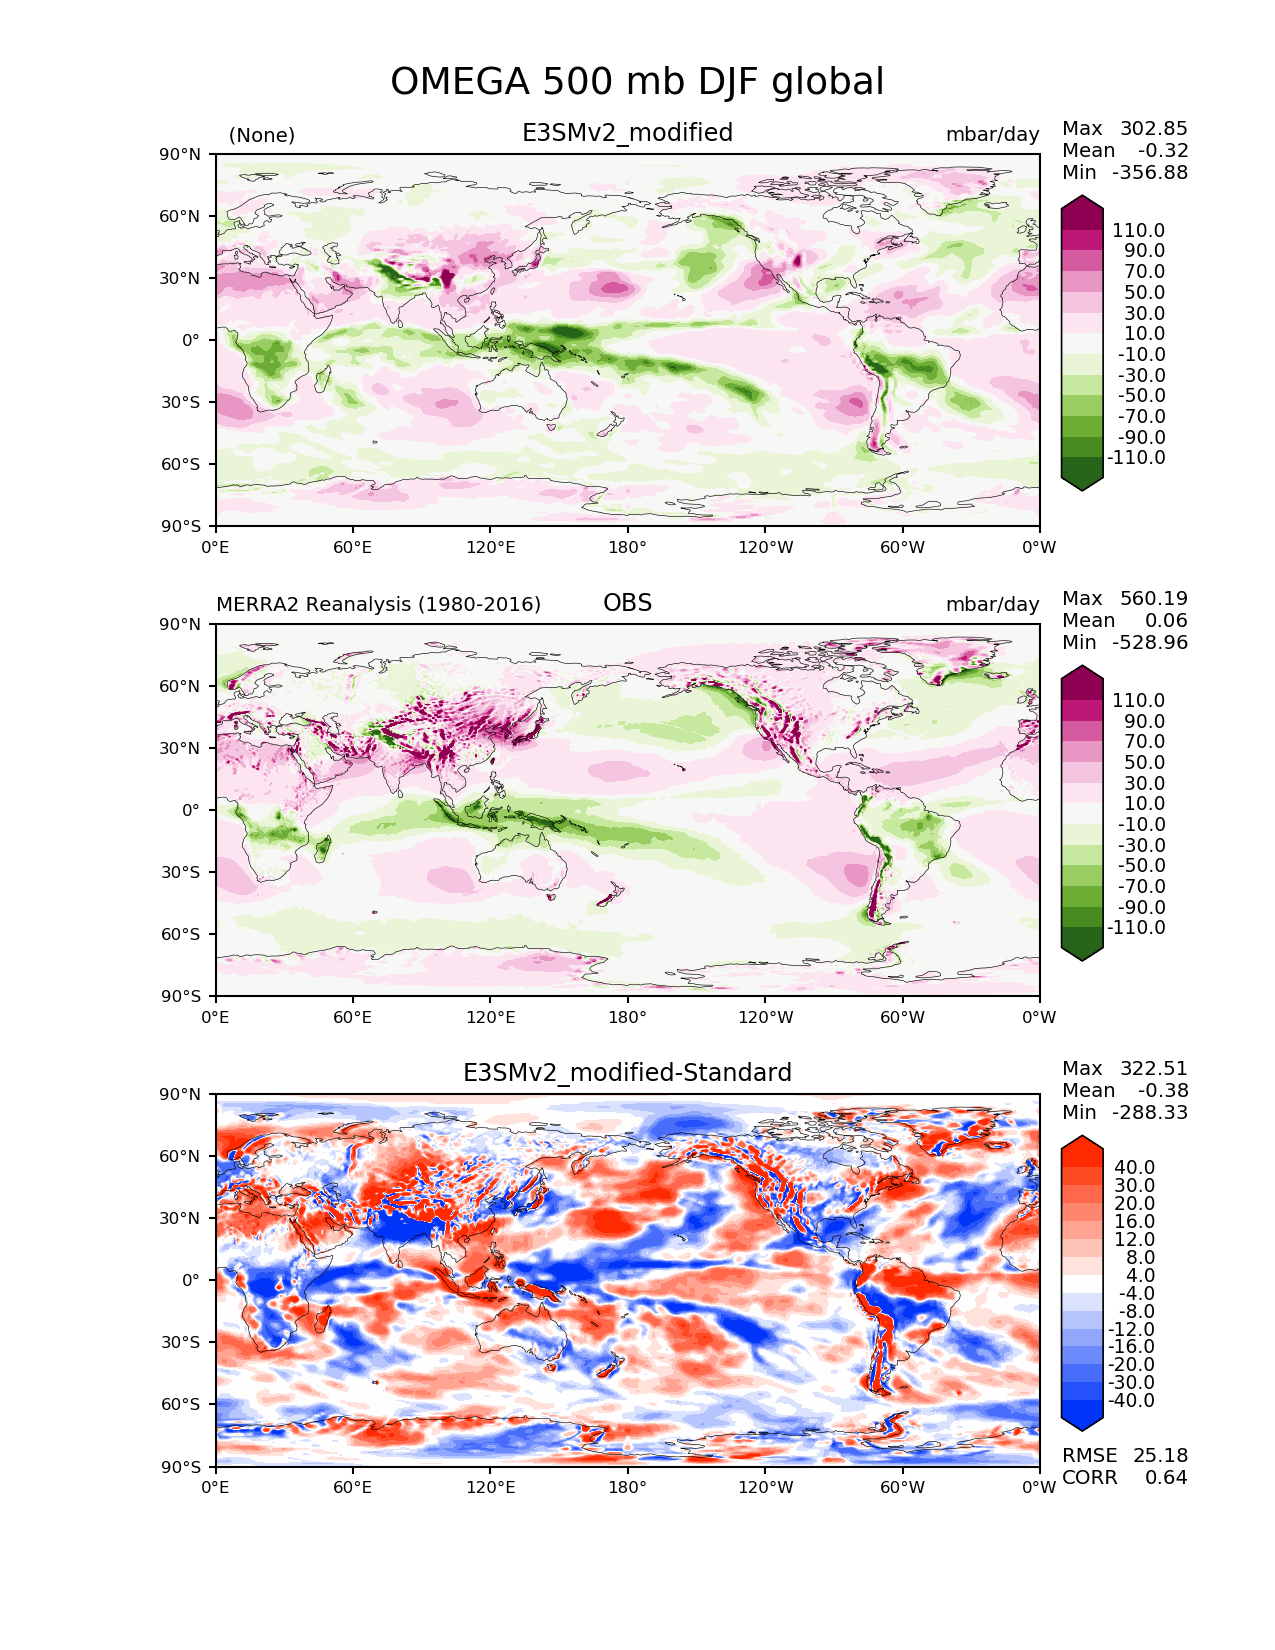 OMEGA 500 mb DJF global
(None)
E3SMv2_modified
mbar/day
Max 302.85
Mean -0.32
Min -356.88
90°N
60°N
30°N
0°
30°S
60°S
90°S
0°E
60°E
120°E
180°
120°W
60°W
0°W
110.0
90.0
70.0
50.0
30.0
10.0
-10.0
-30.0
-50.0
-70.0
-90.0
-110.0
MERRA2 Reanalysis (1980-2016)
OBS
mbar/day
Max 560.19
Mean 0.06
Min -528.96
90°N
60°N
30°N
0°
30°S
60°S
90°S
0°E
60°E
120°E
180°
120°W
60°W
0°W
110.0
90.0
70.0
50.0
30.0
10.0
-10.0
-30.0
-50.0
-70.0
-90.0
-110.0
E3SMv2_modified-Standard
Max 322.51
Mean -0.38
Min -288.33
90°N
60°N
30°N
0°
30°S
60°S
90°S
0°E
60°E
120°E
180°
120°W
60°W
0°W
40.0
30.0
20.0
16.0
12.0
8.0
4.0
-4.0
-8.0
-12.0
-16.0
-20.0
-30.0
-40.0
RMSE 25.18
CORR 0.64